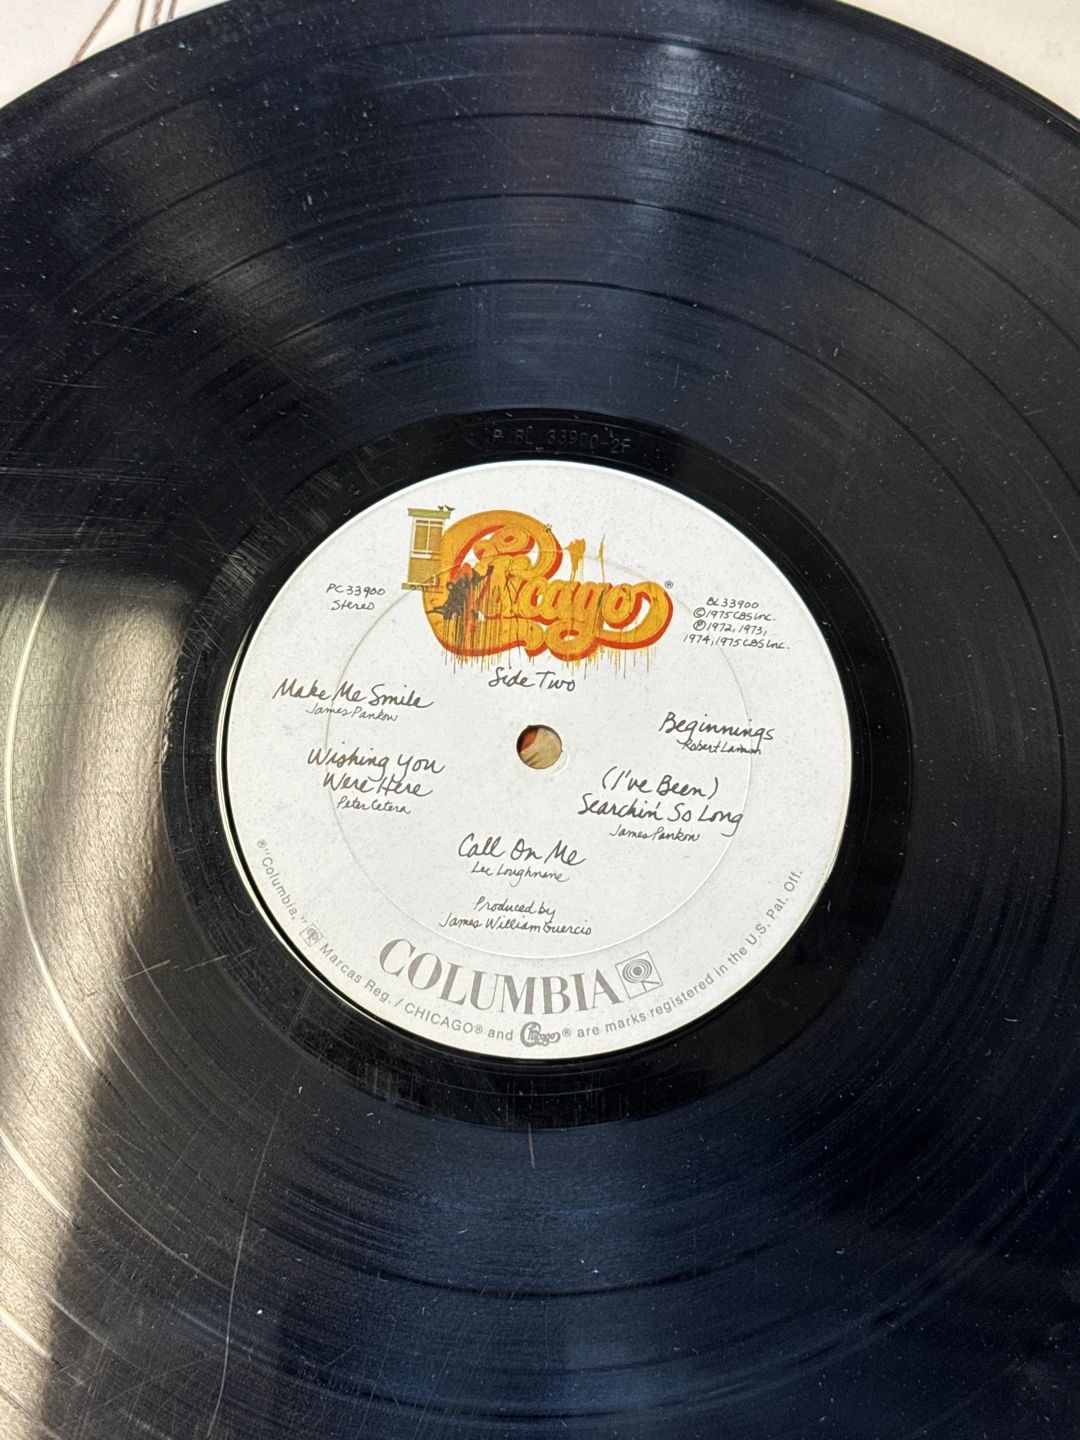 P BL 33900-2F
Chicago®
PC 33900
Stereo
BL 33900
©1975 CBS Inc.
℗1972, 1973,
1974, 1975 CBS Inc.
Side Two
Make Me Smile
James Pankow
Wishing You
Were Here
Peter Cetera
Beginnings
Robert Lamm
(I've Been)
Searchin' So Long
James Pankow
Call On Me
Lee Loughnane
Produced by
James William Guercio
COLUMBIA
®"Columbia," Marcas Reg. / CHICAGO® and Chicago® are marks registered in the U.S. Pat. Off.